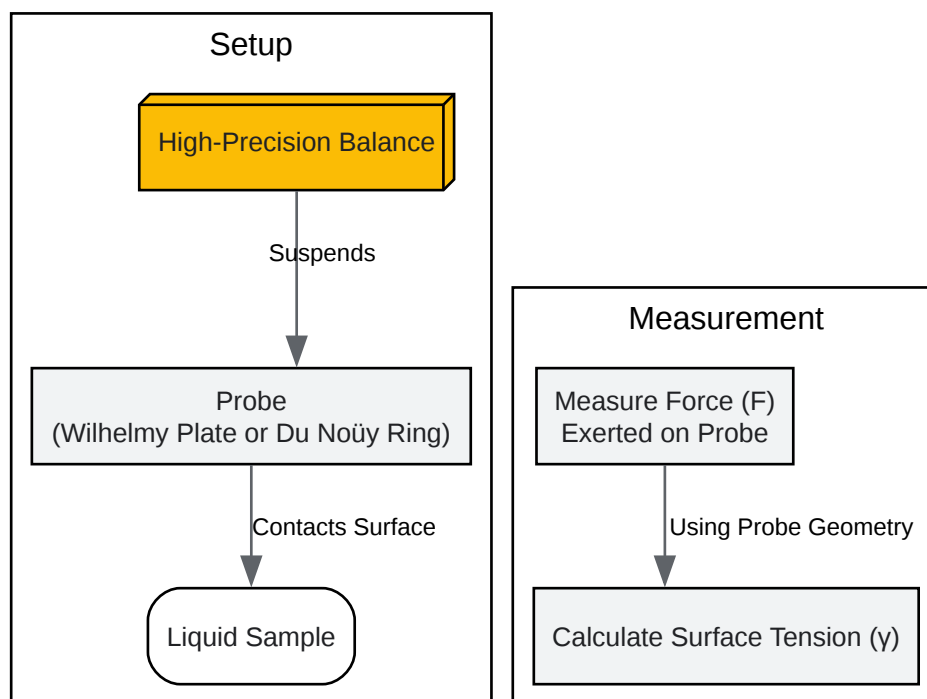 Setup
High-Precision Balance
Suspends
Probe
(Wilhelmy Plate or Du Noüy Ring)
Contacts Surface
Liquid Sample
Measurement
Measure Force (F)
Exerted on Probe
Using Probe Geometry
Calculate Surface Tension (γ)